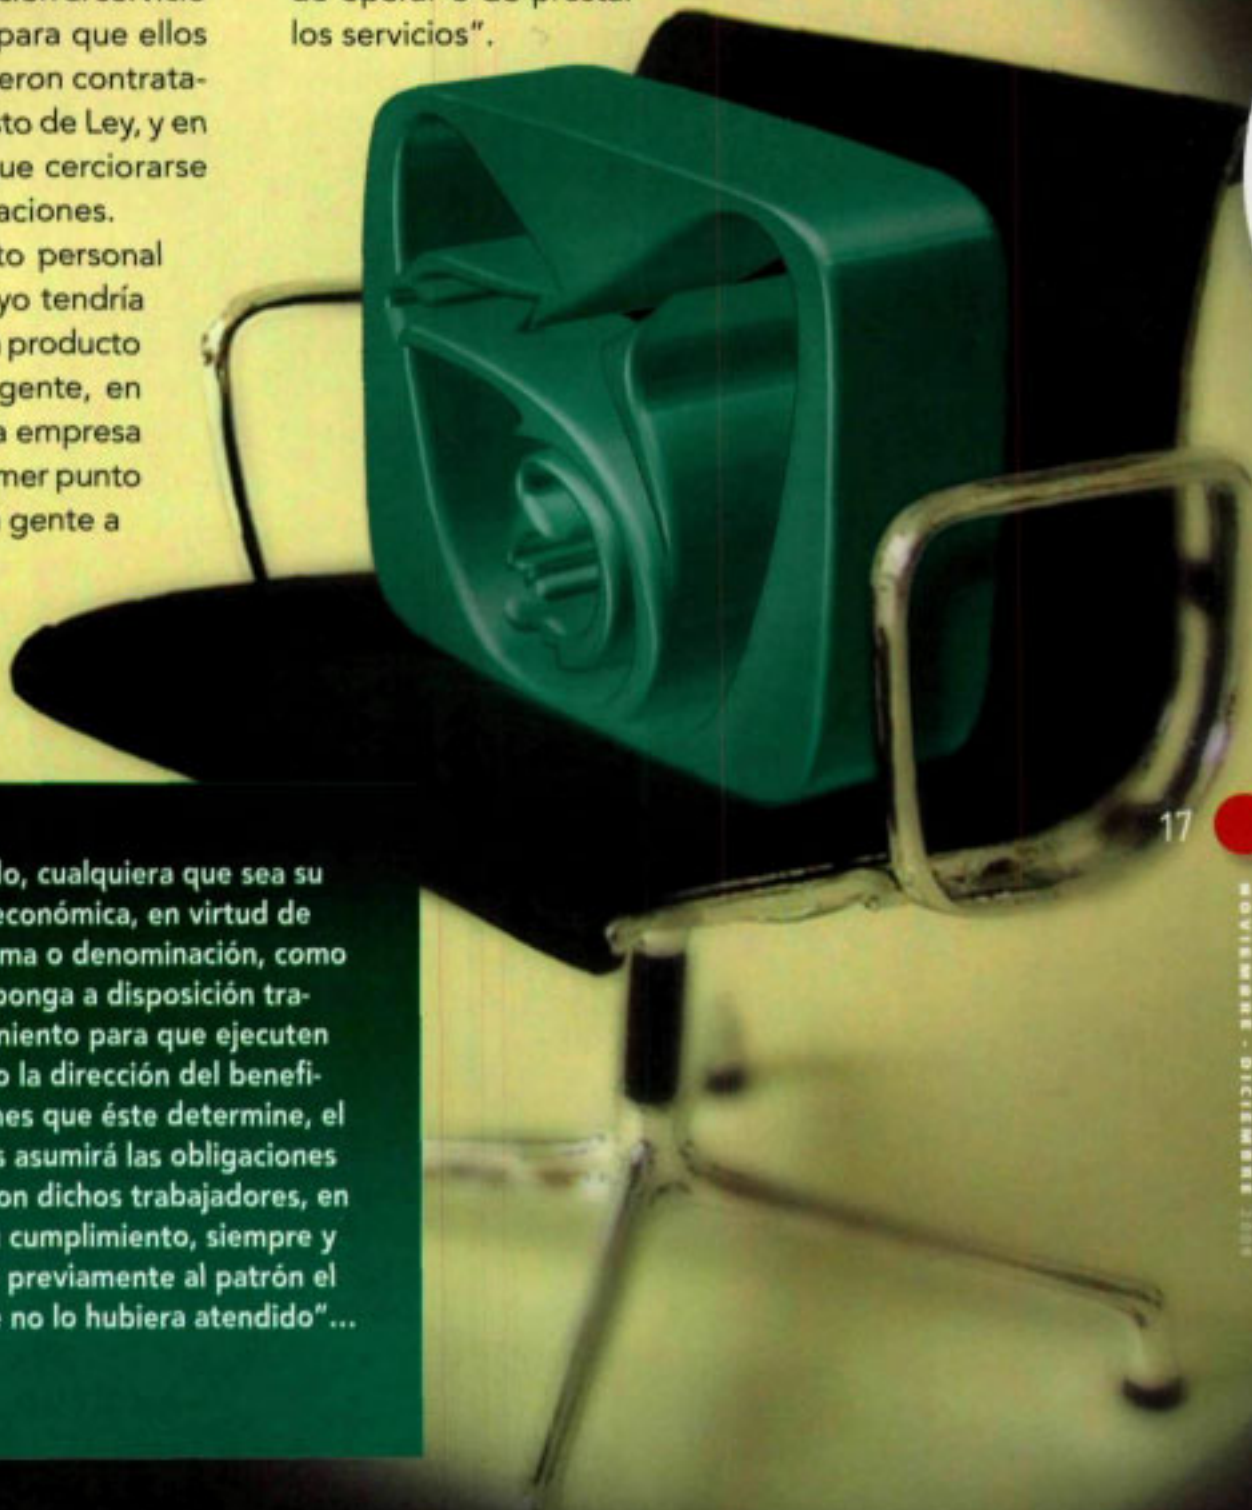 para que ellos
eron contrata-
to de Ley, y en
ue cerciorarse
aciones.
to personal
yo tendría
producto
gente, en
a empresa
mer punto
gente a
los servicios".
lo, cualquiera que sea su
económica, en virtud de
ma o denominación, como
ponga a disposición tra-
miento para que ejecuten
o la dirección del benefi-
nes que éste determine, el
s asumirá las obligaciones
on dichos trabajadores, en
cumplimiento, siempre y
previamente al patrón el
e no lo hubiera atendido"...
17
NOVIEMBRE - DICIEMBRE